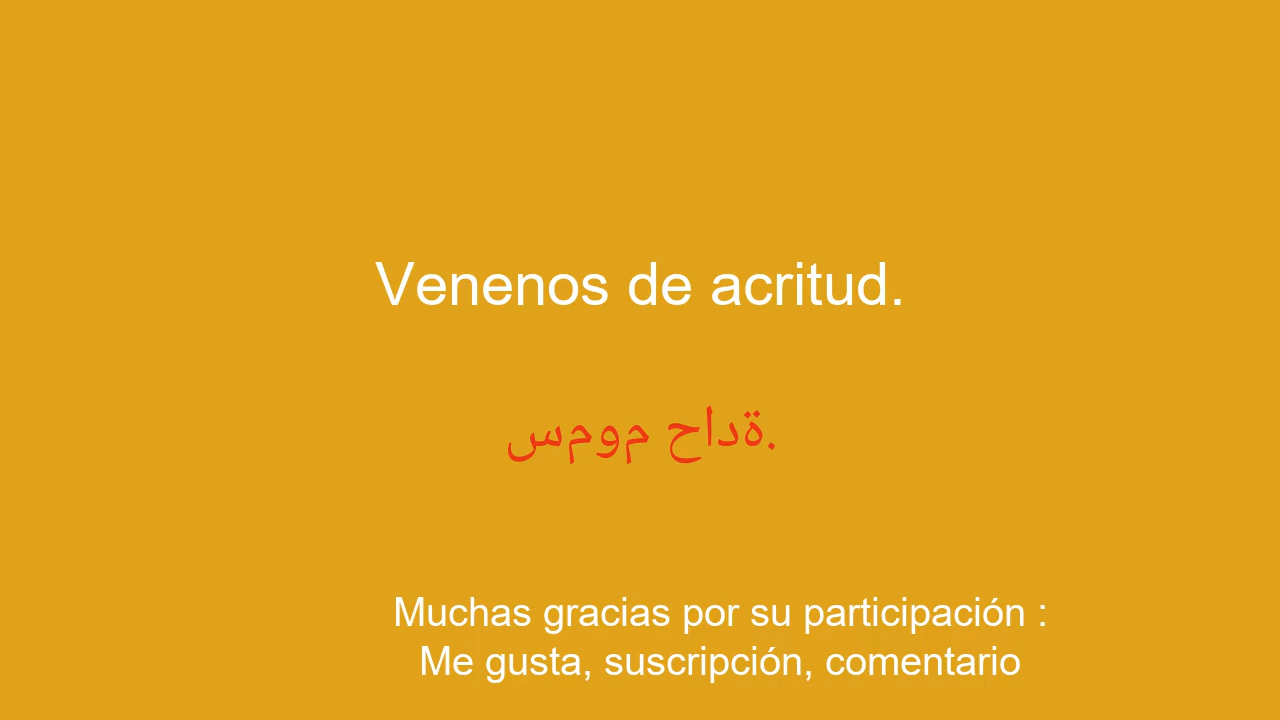 Venenos de acritud.
سموم حادة.
Muchas gracias por su participación :
Me gusta, suscripción, comentario